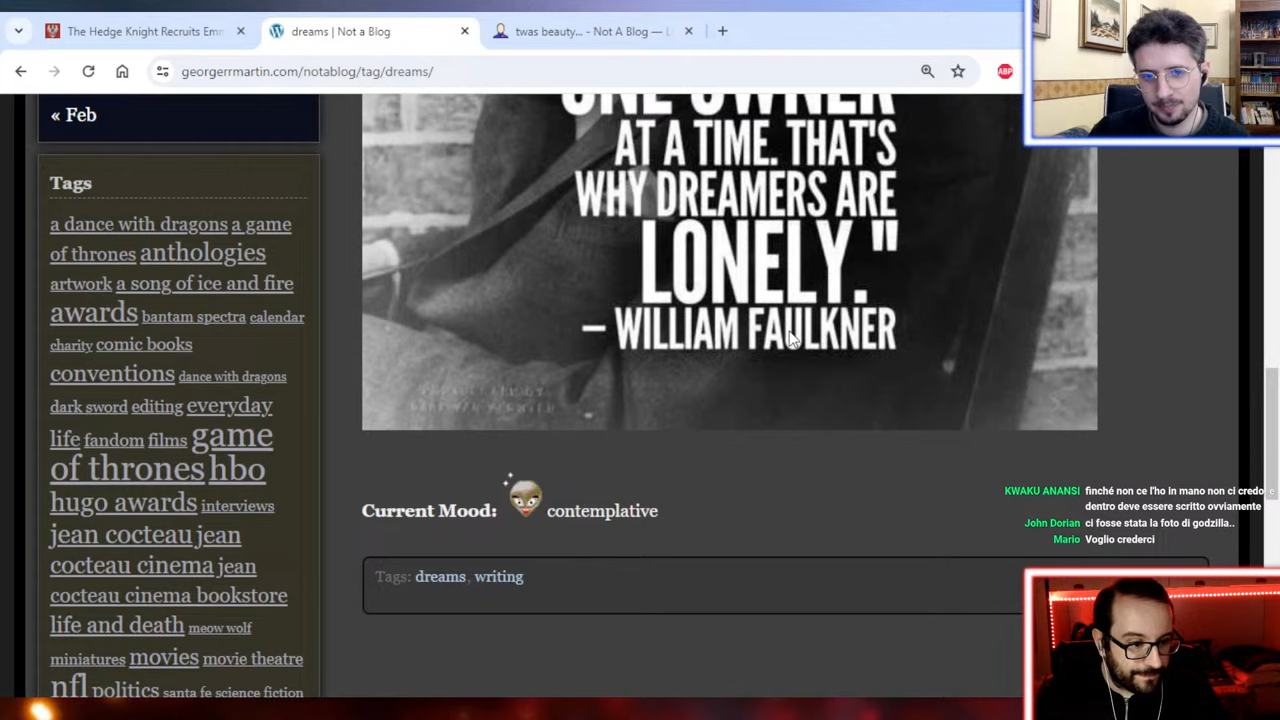 The Hedge Knight Recruits Em
dreams | Not a Blog
twas beauty... - Not A Blog — L
georgerrmartin.com/notablog/tag/dreams/
ABP
« Feb
Tags
a dance with dragons a game
of thrones anthologies
artwork a song of ice and fire
awards bantam spectra calendar
charity comic books
conventions dance with dragons
dark sword editing everyday
life fandom films game
of thrones hbo
hugo awards interviews
jean cocteau jean
cocteau cinema jean
cocteau cinema bookstore
life and death meow wolf
miniatures movies movie theatre
nfl politics santa fe science fiction
ONE OWNER
AT A TIME. THAT'S
WHY DREAMERS ARE
LONELY."
– WILLIAM FAULKNER
Current Mood: contemplative
Tags: dreams, writing
KWAKU ANANSI finché non ce l'ho in mano non ci credo e
dentro deve essere scritto ovviamente
John Dorian ci fosse stata la foto di godzilla..
Mario Voglio crederci